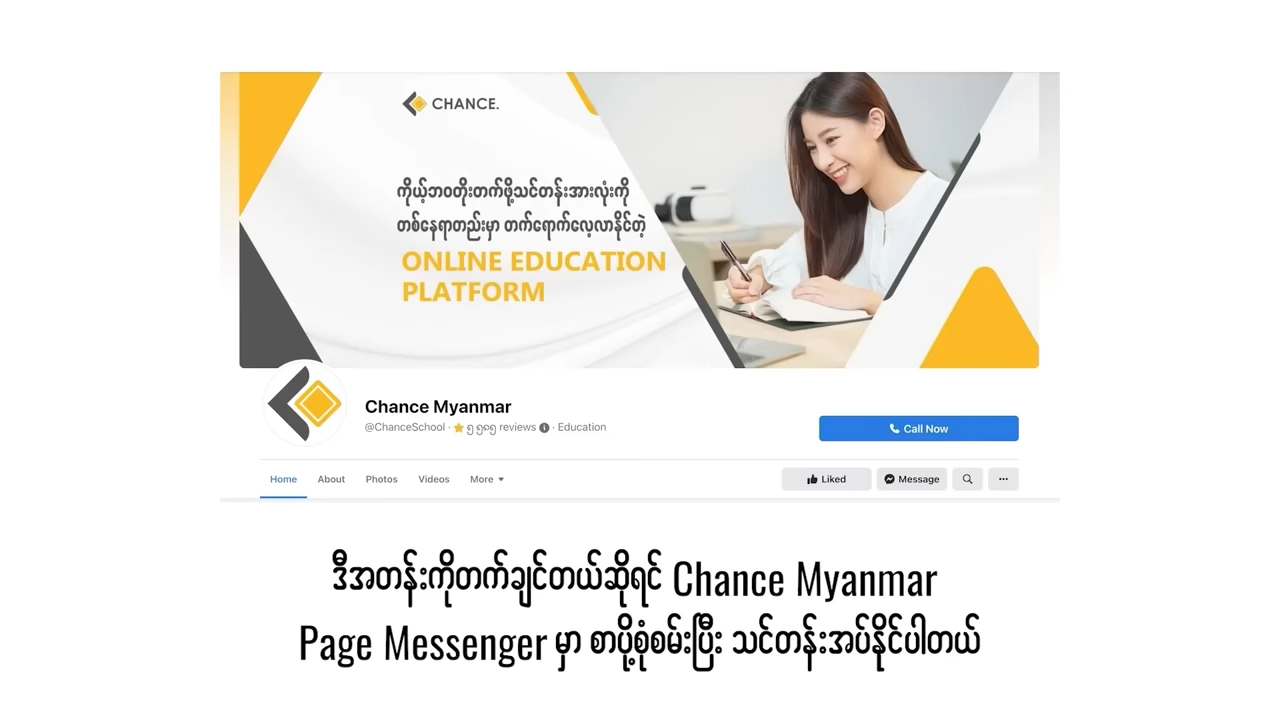 CHANCE.
ကိုယ့်ဘဝတိုးတက်ဖို့သင်တန်းအားလုံးကို
တစ်နေရာတည်းမှာ တက်ရောက်လေ့လာနိုင်တဲ့
ONLINE EDUCATION
PLATFORM
Chance Myanmar
@ChanceSchool · ၅ ၅၈၅ reviews · Education
Call Now
Home About Photos Videos More
Liked Message
ဒီအတန်းကိုတက်ချင်တယ်ဆိုရင် Chance Myanmar
Page Messenger မှာ စာပို့စုံစမ်းပြီး သင်တန်းအပ်နိုင်ပါတယ်